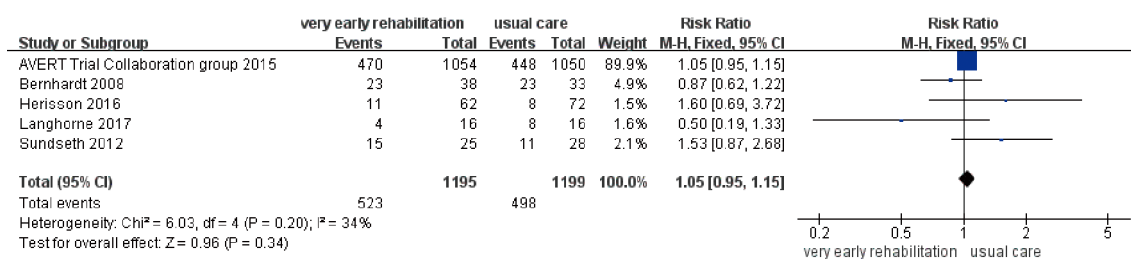 very early rehabilitation usual care Risk Ratio Risk Ratio
Study or Subgroup Events Total Events Total Weight M-H, Fixed, 95% CI M-H, Fixed, 95% CI
AVERT Trial Collaboration group 2015 470 1054 448 1050 89.9% 1.05 [0.95, 1.15]
Bernhardt 2008 23 38 23 33 4.9% 0.87 [0.62, 1.22]
Herisson 2016 11 62 8 72 1.5% 1.60 [0.69, 3.72]
Langhorne 2017 4 16 8 16 1.6% 0.50 [0.19, 1.33]
Sundseth 2012 15 25 11 28 2.1% 1.53 [0.87, 2.68]
Total (95% CI) 1195 1199 100.0% 1.05 [0.95, 1.15]
Total events 523 498
Heterogeneity: Chi² = 6.03, df = 4 (P = 0.20); I² = 34%
Test for overall effect: Z = 0.96 (P = 0.34)
0.2 0.5 1 2 5
very early rehabilitation usual care